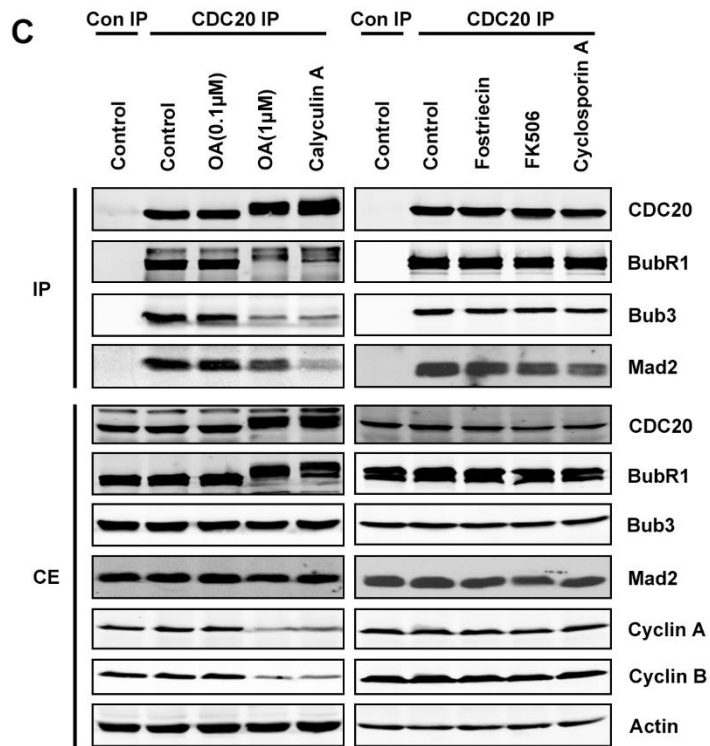 C
Con IP CDC20 IP Con IP CDC20 IP
Control
Control
OA(0.1µM)
OA(1µM)
Calyculin A
Control
Control
Fostriecin
FK506
Cyclosporin A
IP
CDC20
BubR1
Bub3
Mad2
CE
CDC20
BubR1
Bub3
Mad2
Cyclin A
Cyclin B
Actin